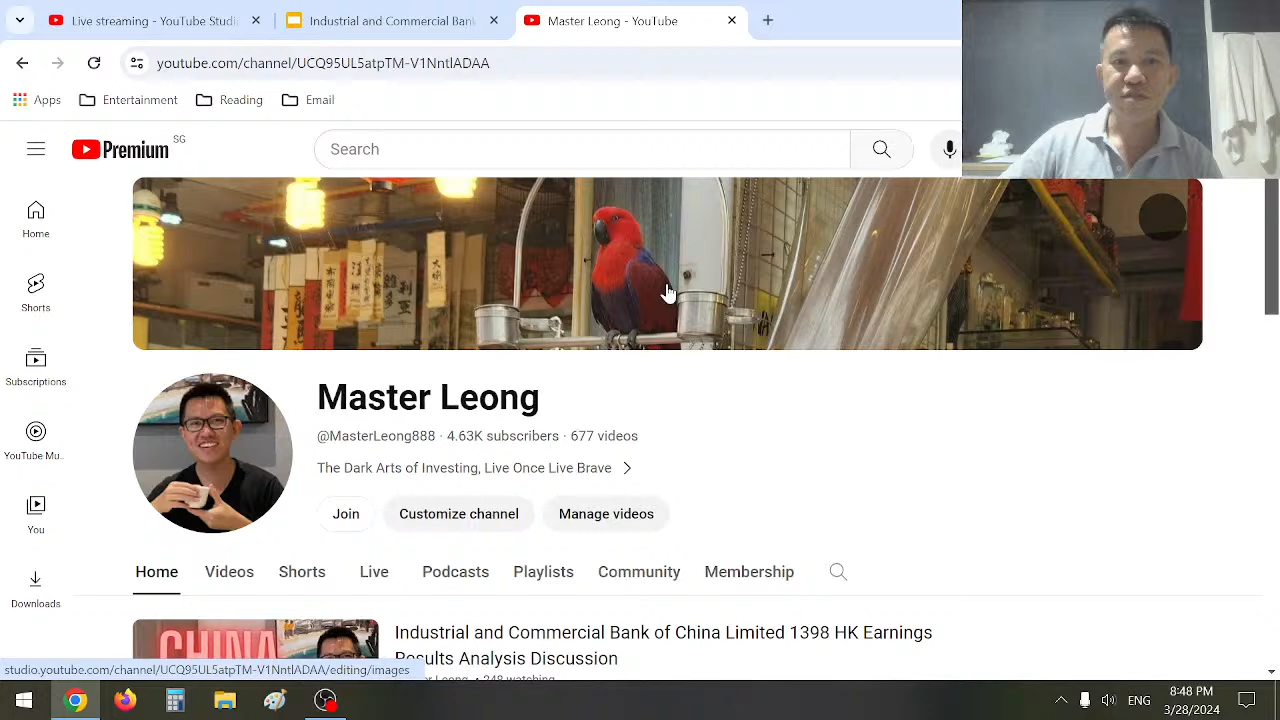 Live streaming - YouTube Studi
Industrial and Commercial Bank
Master Leong - YouTube
youtube.com/channel/UCQ95UL5atpTM-V1NntlADAA/
Apps
Entertainment
Reading
Email
Premium SG
Search
Home
Shorts
Subscriptions
YouTube Mu...
You
Downloads
Master Leong
@MasterLeong888 · 4.63K subscribers · 677 videos
The Dark Arts of Investing, Live Once Live Brave
Join
Customize channel
Manage videos
Home
Videos
Shorts
Live
Podcasts
Playlists
Community
Membership
CHINA
Industrial and Commercial Bank of China Limited 1398 HK Earnings
Results Analysis Discussion
er Leong • 248 watching
studio.youtube.com/channel/UCQ95UL5atpTM-V1NntlADAA/editing/images
ENG
8:48 PM
3/28/2024